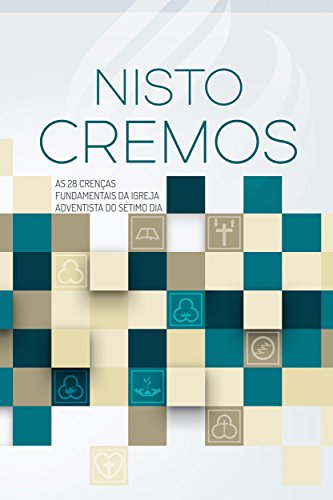 NISTO
CREMOS
AS 28 CRENÇAS
FUNDAMENTAIS DA IGREJA
ADVENTISTA DO SÉTIMO DIA